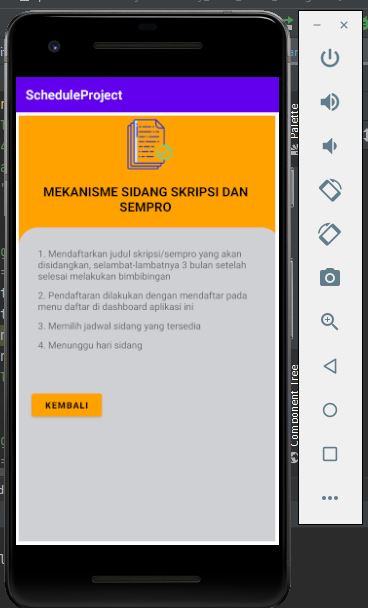 ScheduleProject
MEKANISME SIDANG SKRIPSI DAN
SEMPRO
1. Mendaftarkan judul skripsi/sempro yang akan
disidangkan, selambat-lambatnya 3 bulan setelah
selesai melakukan bimbibingan
2. Pendaftaran dilakukan dengan mendaftar pada
menu daftar di dashboard aplikasi ini
3. Memilih jadwal sidang yang tersedia
4. Menunggu hari sidang
KEMBALI
Palette
Component Tree